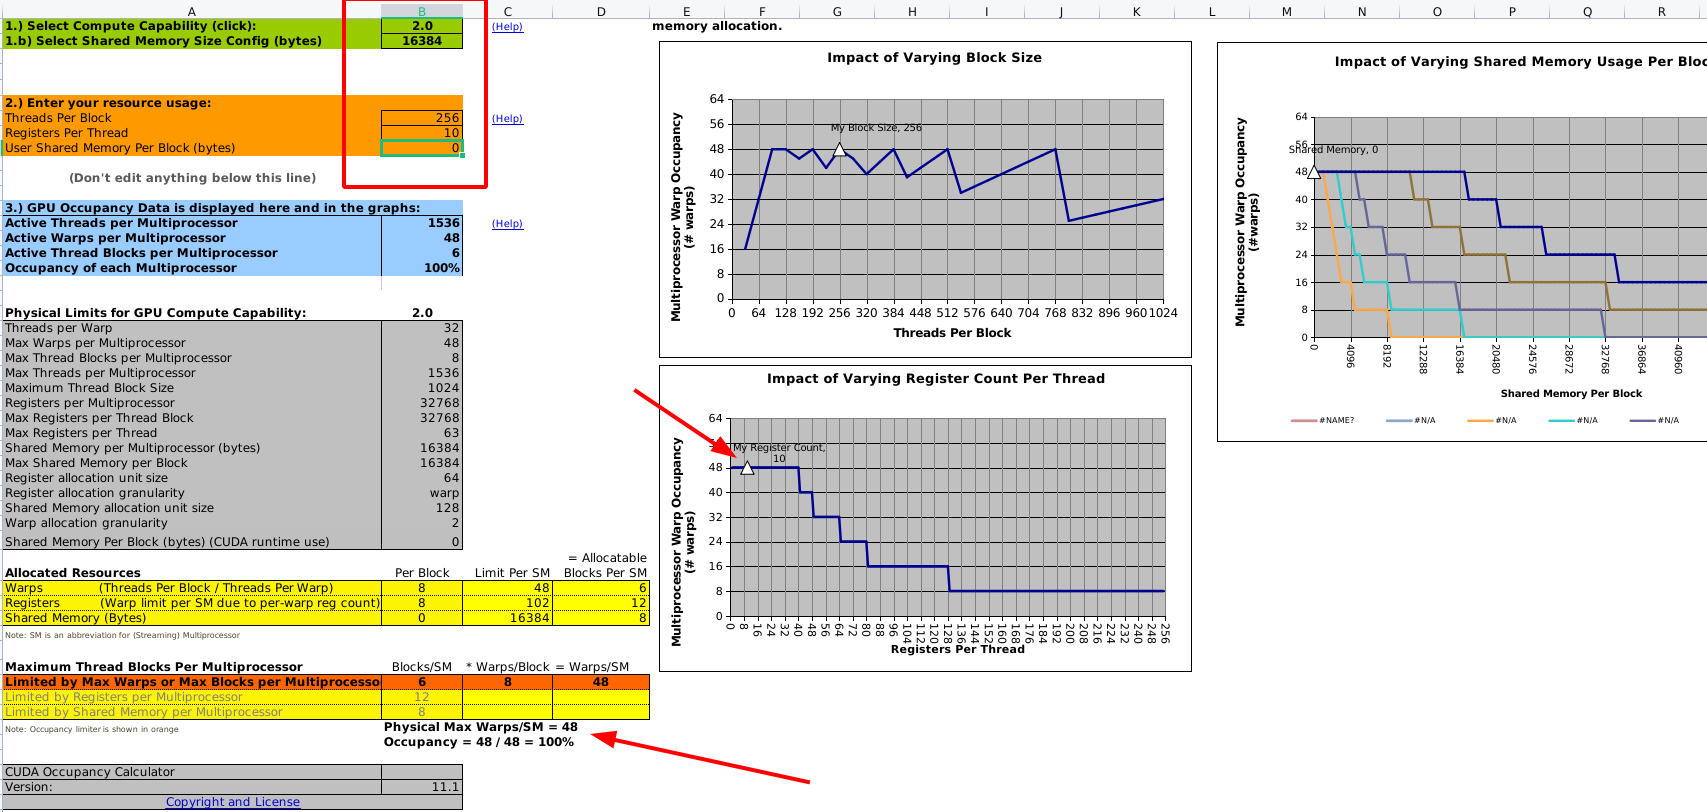 A B C D E F G H I J K L M N O P Q R
1.) Select Compute Capability (click): 2.0 (Help) memory allocation.
1.b) Select Shared Memory Size Config (bytes) 16384
2.) Enter your resource usage:
Threads Per Block 256 (Help)
Registers Per Thread 10
User Shared Memory Per Block (bytes) 0
(Don't edit anything below this line)
3.) GPU Occupancy Data is displayed here and in the graphs:
Active Threads per Multiprocessor 1536 (Help)
Active Warps per Multiprocessor 48
Active Thread Blocks per Multiprocessor 6
Occupancy of each Multiprocessor 100%
Physical Limits for GPU Compute Capability: 2.0
Threads per Warp 32
Max Warps per Multiprocessor 48
Max Thread Blocks per Multiprocessor 8
Max Threads per Multiprocessor 1536
Maximum Thread Block Size 1024
Registers per Multiprocessor 32768
Max Registers per Thread Block 32768
Max Registers per Thread 63
Shared Memory per Multiprocessor (bytes) 16384
Max Shared Memory per Block 16384
Register allocation unit size 64
Register allocation granularity warp
Shared Memory allocation unit size 128
Warp allocation granularity 2
Shared Memory Per Block (bytes) (CUDA runtime use) 0
= Allocatable
Allocated Resources Per Block Limit Per SM Blocks Per SM
Warps (Threads Per Block / Threads Per Warp) 8 48 6
Registers (Warp limit per SM due to per-warp reg count) 8 102 12
Shared Memory (Bytes) 0 16384 8
Note: SM is an abbreviation for (Streaming) Multiprocessor
Maximum Thread Blocks Per Multiprocessor Blocks/SM * Warps/Block = Warps/SM
Limited by Max Warps or Max Blocks per Multiprocesso 6 8 48
Limited by Registers per Multiprocessor 12
Limited by Shared Memory per Multiprocessor 8
Note: Occupancy limiter is shown in orange
Physical Max Warps/SM = 48
Occupancy = 48 / 48 = 100%
CUDA Occupancy Calculator
Version: 11.1
Copyright and License
Impact of Varying Block Size
Multiprocessor Warp Occupancy
(# warps)
64
56
48
40
32
24
16
8
0
My Block Size, 256
0 64 128 192 256 320 384 448 512 576 640 704 768 832 896 960 1024
Threads Per Block
Impact of Varying Register Count Per Thread
Multiprocessor Warp Occupancy
(# warps)
64
48
40
32
24
16
8
0
My Register Count,
10
0 8 16 24 32 40 48 56 64 72 80 88 96 104 112 120 128 136 144 152 160 168 176 184 192 200 208 216 224 232 240 248 256
Registers Per Thread
Impact of Varying Shared Memory Usage Per Bloc
Multiprocessor Warp Occupancy
(#warps)
64
56
48
40
32
24
16
8
0
Shared Memory, 0
0 4096 8192 12288 16384 20480 24576 28672 32768 36864 40960
Shared Memory Per Block
#NAME? #N/A #N/A #N/A #N/A